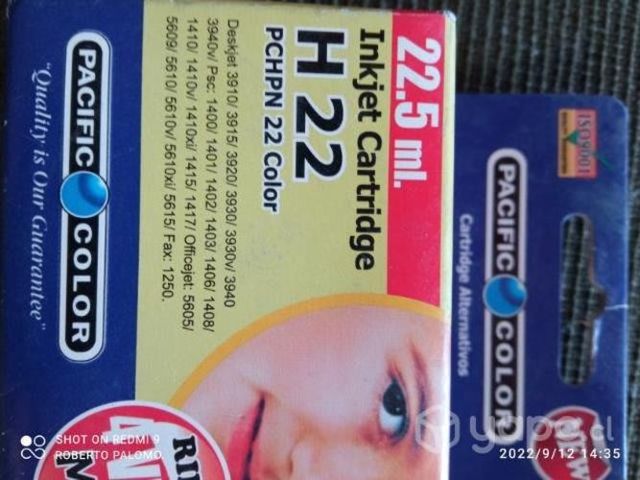 22.5 ml.
Inkjet Cartridge
H 22
PCHPN 22 Color
Deskjet 3910/ 3915/ 3920/ 3930/ 3930v/ 3940
3940v/ Psc: 1400/ 1401/ 1402/ 1403/ 1406/ 1408/
1410/ 1410v/ 1410xi/ 1415/ 1417/ Officejet: 5605/
5609/ 5610/ 5610v/ 5610xi/ 5615/ Fax: 1250.
PACIFIC COLOR
"Quality is Our Guarantee"
ISO9001
PACIFIC COLOR
Cartridge Alternativos
SHOT ON REDMI 9
ROBERTO PALOMO.
yapo.cl
2022/9/12 14:35